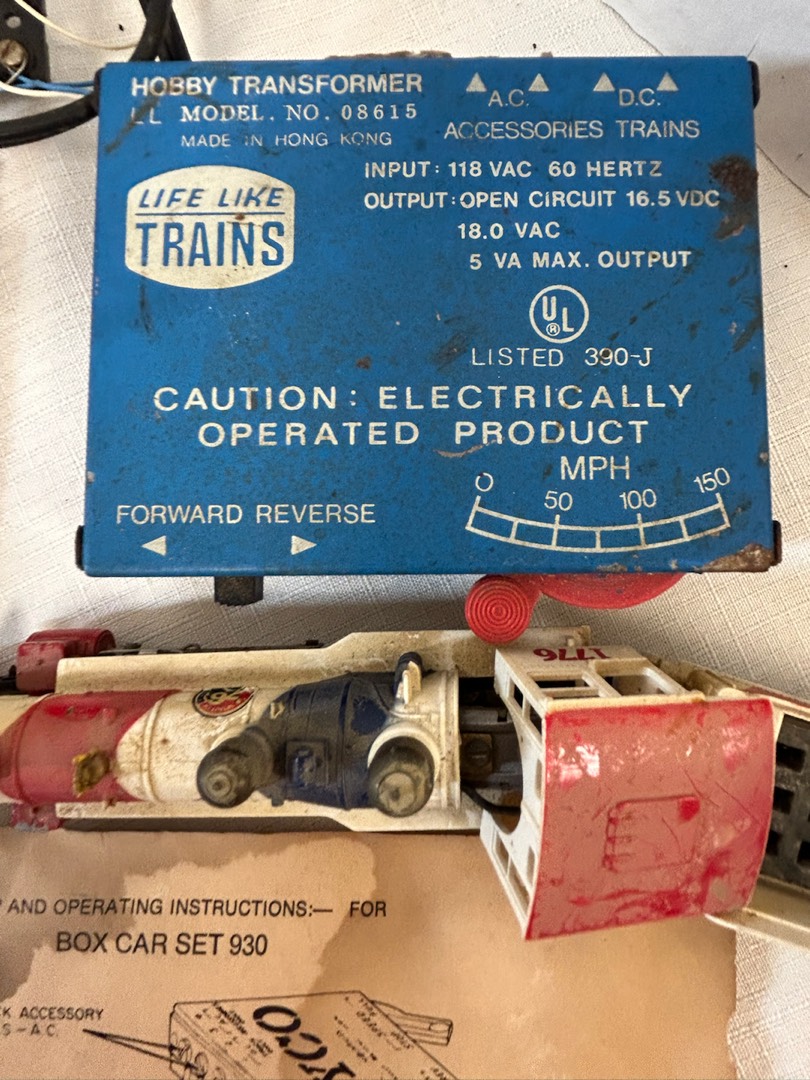 HOBBY TRANSFORMER
LL MODEL. NO. 08615
MADE IN HONG KONG
A.C. D.C.
ACCESSORIES TRAINS
INPUT: 118 VAC 60 HERTZ
OUTPUT: OPEN CIRCUIT 16.5 VDC
18.0 VAC
5 VA MAX. OUTPUT
LIFE LIKE
TRAINS
UL
®
LISTED 390-J
CAUTION: ELECTRICALLY
OPERATED PRODUCT
MPH
0 50 100 150
FORWARD REVERSE
1776
AND OPERATING INSTRUCTIONS:— FOR
BOX CAR SET 930
ACCESSORY
S - A.C.